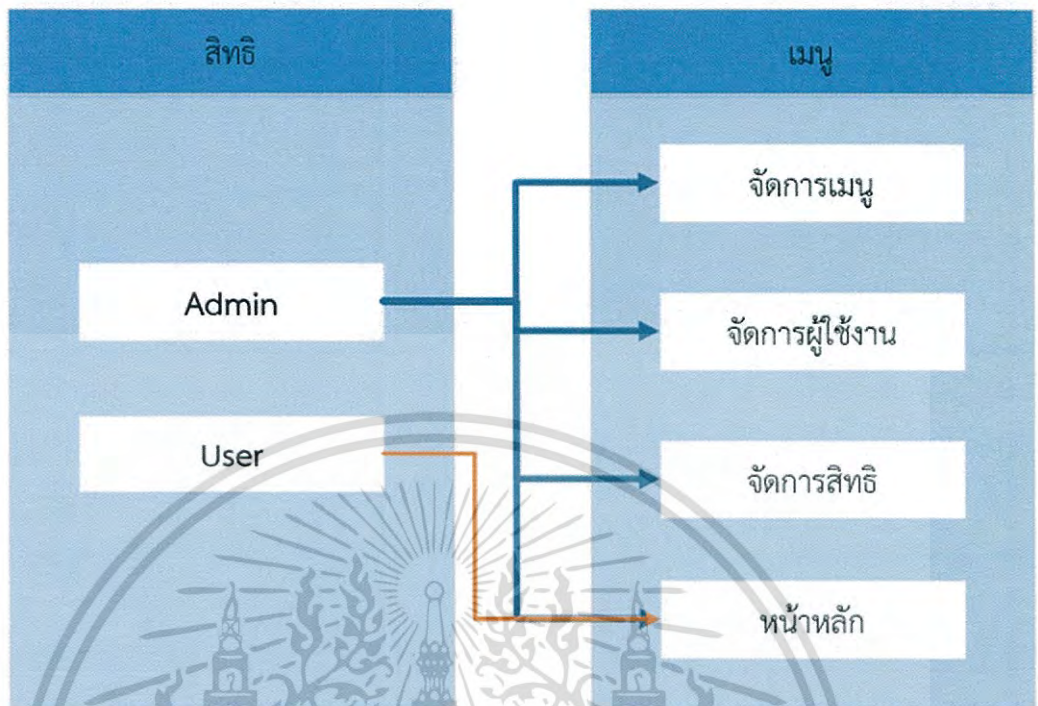 สิทธิ
เมนู
จัดการเมนู
Admin
จัดการผู้ใช้งาน
User
จัดการสิทธิ
หน้าหลัก